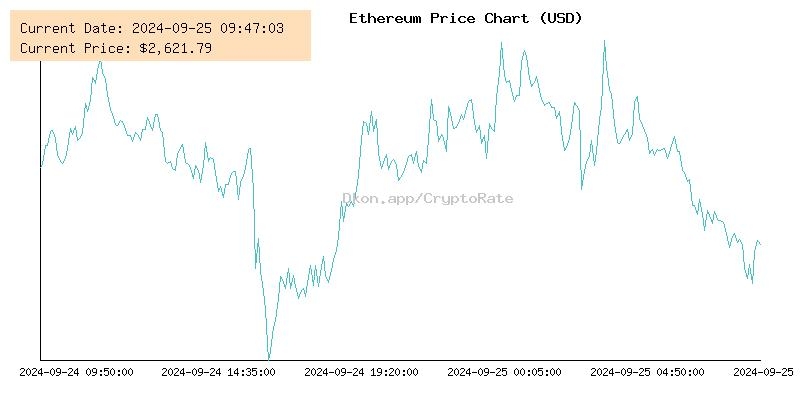 Ethereum Price Chart (USD)
Current Date: 2024-09-25 09:47:03
Current Price: $2,621.79
Dkon.app/CryptoRate
2024-09-24 09:50:00 2024-09-24 14:35:00 2024-09-24 19:20:00 2024-09-25 00:05:00 2024-09-25 04:50:00 2024-09-25